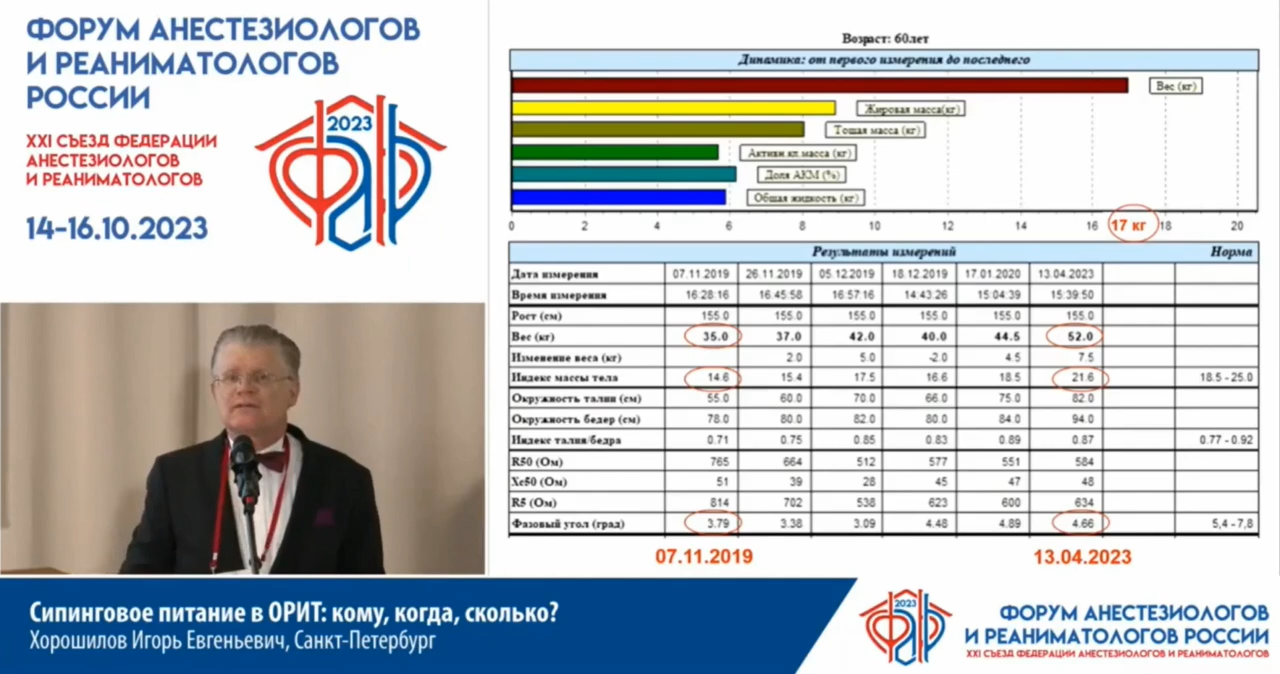 ФОРУМ АНЕСТЕЗИОЛОГОВ
И РЕАНИМАТОЛОГОВ
РОССИИ
XXI СЪЕЗД ФЕДЕРАЦИИ
АНЕСТЕЗИОЛОГОВ
И РЕАНИМАТОЛОГОВ
14-16.10.2023
2023
ФАР
Возраст: 60лет
Динамика: от первого измерения до последнего
Вес (кг)
Жировая масса(кг)
Тощая масса (кг)
Активн.кл.масса (кг)
Доля АКМ (%)
Общая жидкость (кг)
0 2 4 6 8 10 12 14 16 17 кг 18 20
Результаты измерений Норма
Дата измерения 07.11.2019 26.11.2019 05.12.2019 18.12.2019 17.01.2020 13.04.2023
Время измерения 16:28:16 16:45:58 16:57:16 14:43:26 15:04:39 15:39:50
Рост (см) 155.0 155.0 155.0 155.0 155.0 155.0
Вес (кг) 35.0 37.0 42.0 40.0 44.5 52.0
Изменение веса (кг) 2.0 5.0 -2.0 4.5 7.5
Индекс массы тела 14.6 15.4 17.5 16.6 18.5 21.6 18.5 - 25.0
Окружность талии (см) 55.0 60.0 70.0 66.0 75.0 82.0
Окружность бедер (см) 78.0 80.0 82.0 80.0 84.0 94.0
Индекс талия/бедра 0.71 0.75 0.85 0.83 0.89 0.87 0.77 - 0.92
R50 (Ом) 765 664 512 577 551 584
Xc50 (Ом) 51 39 28 45 47 48
R5 (Ом) 814 702 538 623 600 634
Фазовый угол (град) 3.79 3.38 3.09 4.48 4.89 4.66 5,4 - 7,8
07.11.2019 13.04.2023
Сипинговое питание в ОРИТ: кому, когда, сколько?
Хорошилов Игорь Евгеньевич, Санкт-Петербург
2023
ФАР
ФОРУМ АНЕСТЕЗИОЛОГОВ
И РЕАНИМАТОЛОГОВ РОССИИ
XXI СЪЕЗД ФЕДЕРАЦИИ АНЕСТЕЗИОЛОГОВ И РЕАНИМАТОЛОГОВ